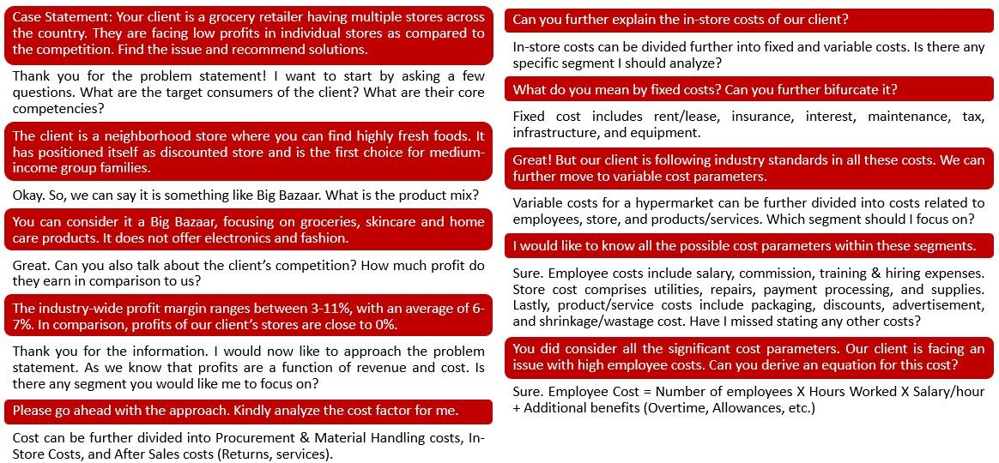 Case Statement: Your client is a grocery retailer having multiple stores across
the country. They are facing low profits in individual stores as compared to
the competition. Find the issue and recommend solutions.
Thank you for the problem statement! I want to start by asking a few
questions. What are the target consumers of the client? What are their core
competencies?
The client is a neighborhood store where you can find highly fresh foods. It
has positioned itself as discounted store and is the first choice for medium-
income group families.
Okay. So, we can say it is something like Big Bazaar. What is the product mix?
You can consider it a Big Bazaar, focusing on groceries, skincare and home
care products. It does not offer electronics and fashion.
Great. Can you also talk about the client's competition? How much profit do
they earn in comparison to us?
The industry-wide profit margin ranges between 3-11%, with an average of 6-
7%. In comparison, profits of our client's stores are close to 0%.
Thank you for the information. I would now like to approach the problem
statement. As we know that profits are a function of revenue and cost. Is
there any segment you would like me to focus on?
Please go ahead with the approach. Kindly analyze the cost factor for me.
Cost can be further divided into Procurement & Material Handling costs, In-
Store Costs, and After Sales costs (Returns, services).
Can you further explain the in-store costs of our client?
In-store costs can be divided further into fixed and variable costs. Is there any
specific segment I should analyze?
What do you mean by fixed costs? Can you further bifurcate it?
Fixed cost includes rent/lease, insurance, interest, maintenance, tax,
infrastructure, and equipment.
Great! But our client is following industry standards in all these costs. We can
further move to variable cost parameters.
Variable costs for a hypermarket can be further divided into costs related to
employees, store, and products/services. Which segment should I focus on?
I would like to know all the possible cost parameters within these segments.
Sure. Employee costs include salary, commission, training & hiring expenses.
Store cost comprises utilities, repairs, payment processing, and supplies.
Lastly, product/service costs include packaging, discounts, advertisement,
and shrinkage/wastage cost. Have I missed stating any other costs?
You did consider all the significant cost parameters. Our client is facing an
issue with high employee costs. Can you derive an equation for this cost?
Sure. Employee Cost = Number of employees X Hours Worked X Salary/hour
+ Additional benefits (Overtime, Allowances, etc.)